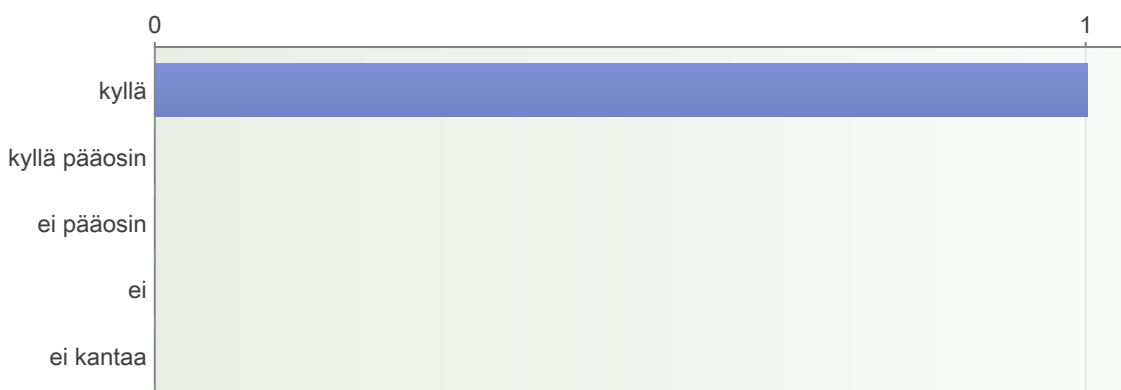 0 1
kyllä
kyllä pääosin
ei pääosin
ei
ei kantaa